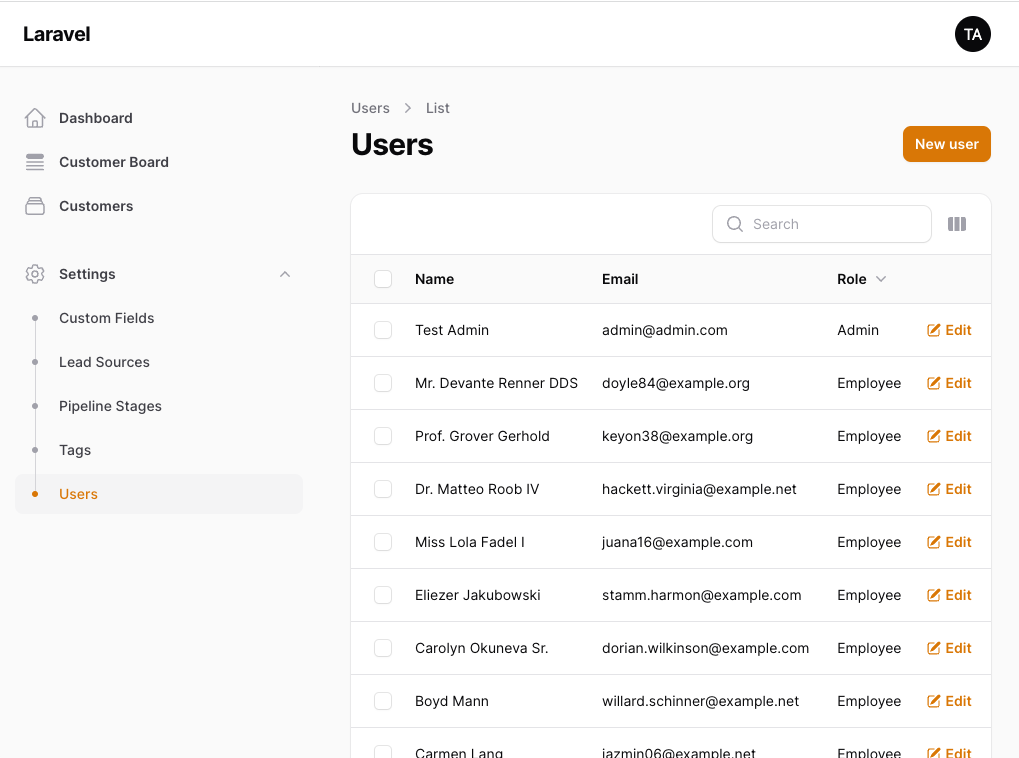 Laravel
TA
Dashboard
Customer Board
Customers
Settings
Custom Fields
Lead Sources
Pipeline Stages
Tags
Users
Users > List
Users
New user
Search
Name Email Role
Test Admin admin@admin.com Admin Edit
Mr. Devante Renner DDS doyle84@example.org Employee Edit
Prof. Grover Gerhold keyon38@example.org Employee Edit
Dr. Matteo Roob IV hackett.virginia@example.net Employee Edit
Miss Lola Fadel I juana16@example.com Employee Edit
Eliezer Jakubowski stamm.harmon@example.com Employee Edit
Carolyn Okuneva Sr. dorian.wilkinson@example.com Employee Edit
Boyd Mann willard.schinner@example.net Employee Edit
Carmen Lang jazmin06@example.net Employee Edit